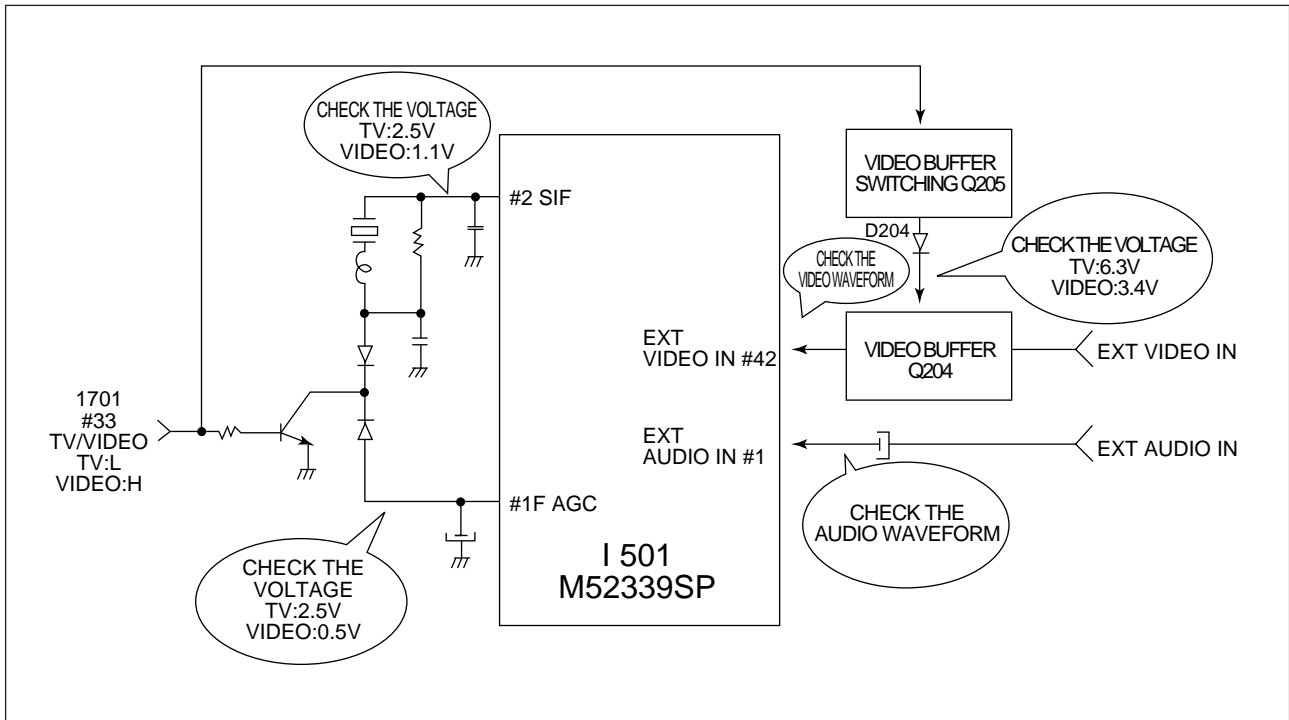 CHECK THE VOLTAGE
TV:2.5V
VIDEO:1.1V
#2 SIF
VIDEO BUFFER
SWITCHING Q205
D204
CHECK THE VOLTAGE
TV:6.3V
VIDEO:3.4V
CHECK THE
VIDEO WAVEFORM
EXT
VIDEO IN #42
VIDEO BUFFER
Q204
EXT VIDEO IN
1701
#33
TV/VIDEO
TV:L
VIDEO:H
EXT
AUDIO IN #1
EXT AUDIO IN
#1F AGC
CHECK THE
AUDIO WAVEFORM
I 501
M52339SP
CHECK THE
VOLTAGE
TV:2.5V
VIDEO:0.5V